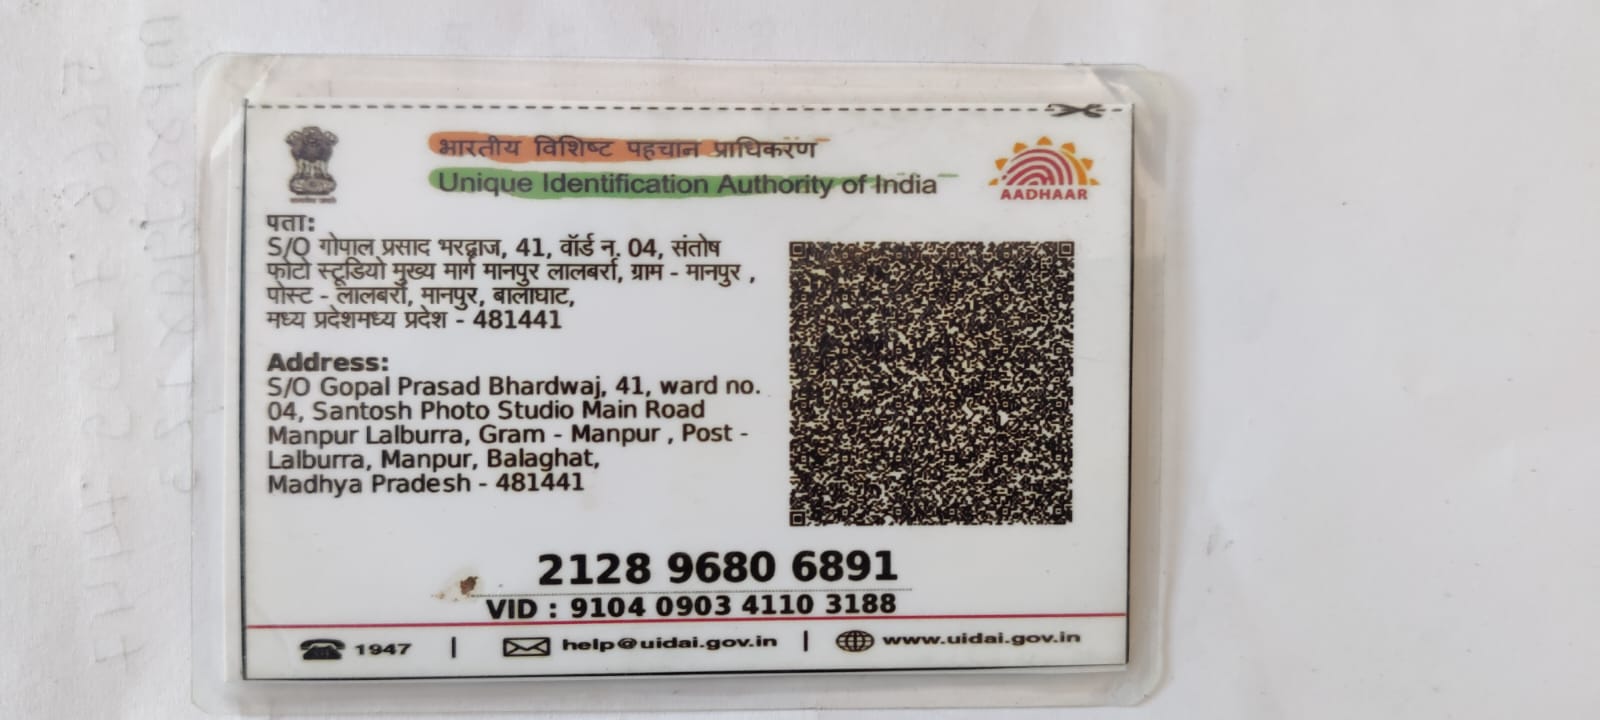 भारतीय विशिष्ट पहचान प्राधिकरण
Unique Identification Authority of India
AADHAAR
पता:
S/O गोपाल प्रसाद भरद्वाज, 41, वॉर्ड न. 04, संतोष
फोटो स्टूडियो मुख्य मार्ग मानपुर लालबर्रा, ग्राम - मानपुर ,
पोस्ट - लालबर्रा, मानपुर, बालाघाट,
मध्य प्रदेशमध्य प्रदेश - 481441
Address:
S/O Gopal Prasad Bhardwaj, 41, ward no.
04, Santosh Photo Studio Main Road
Manpur Lalburra, Gram - Manpur , Post -
Lalburra, Manpur, Balaghat,
Madhya Pradesh - 481441
2128 9680 6891
VID : 9104 0903 4110 3188
1947 | help@uidai.gov.in | www.uidai.gov.in